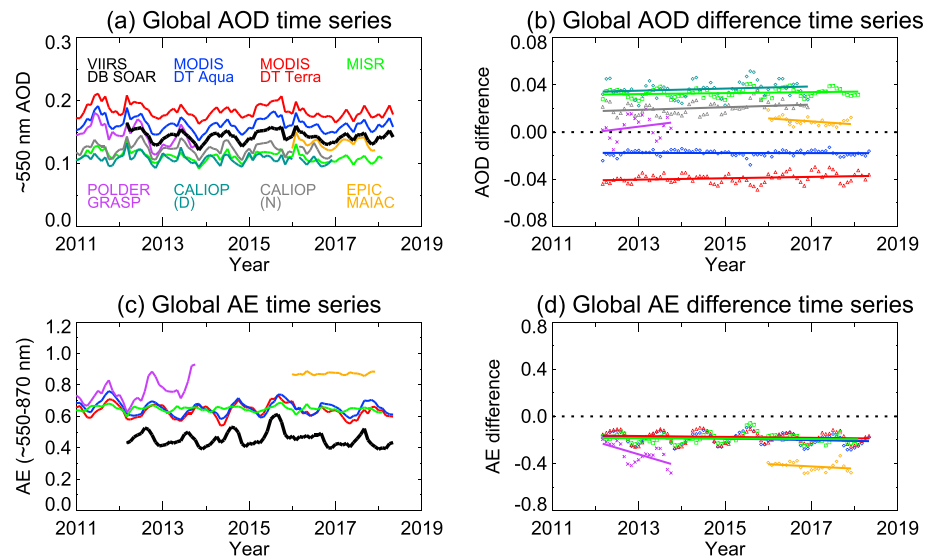 (a) Global AOD time series
~550 nm AOD
0.3
0.2
0.1
0.0
VIIRS
DB SOAR
MODIS
DT Aqua
MODIS
DT Terra
MISR
POLDER
GRASP
CALIOP
(D)
CALIOP
(N)
EPIC
MAIAC
2011 2013 2015 2017 2019
Year
(b) Global AOD difference time series
AOD difference
0.08
0.04
0.00
-0.04
-0.08
2011 2013 2015 2017 2019
Year
(c) Global AE time series
AE (~550-870 nm)
1.2
1.0
0.8
0.6
0.4
0.2
0.0
2011 2013 2015 2017 2019
Year
(d) Global AE difference time series
AE difference
0.8
0.4
0.0
-0.4
-0.8
2011 2013 2015 2017 2019
Year